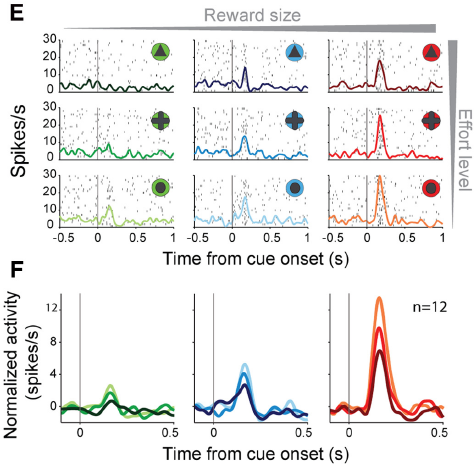 E
Reward size
Spikes/s
30
20
10
0
30
20
10
0
30
20
10
0
Effort level
-0.5 0 0.5 1 -0.5 0 0.5 1 -0.5 0 0.5 1
Time from cue onset (s)
F
Normalized activity
(spikes/s)
12
8
4
0
n=12
0 0.5 0 0.5 0 0.5
Time from cue onset (s)